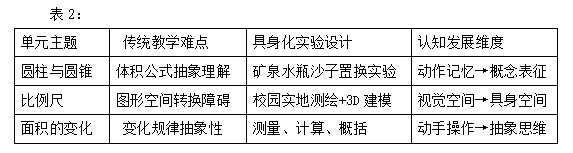 表 2：
单元主题 传统教学难点 具身化实验设计 认知发展维度
圆柱与圆锥 体积公式抽象理解 矿泉水瓶沙子置换实验 动作记忆→概念表征
比例尺 图形空间转换障碍 校园实地测绘+3D 建模 视觉空间→具身空间
面积的变化 变化规律抽象性 测量、计算、概括 动手操作→抽象思维